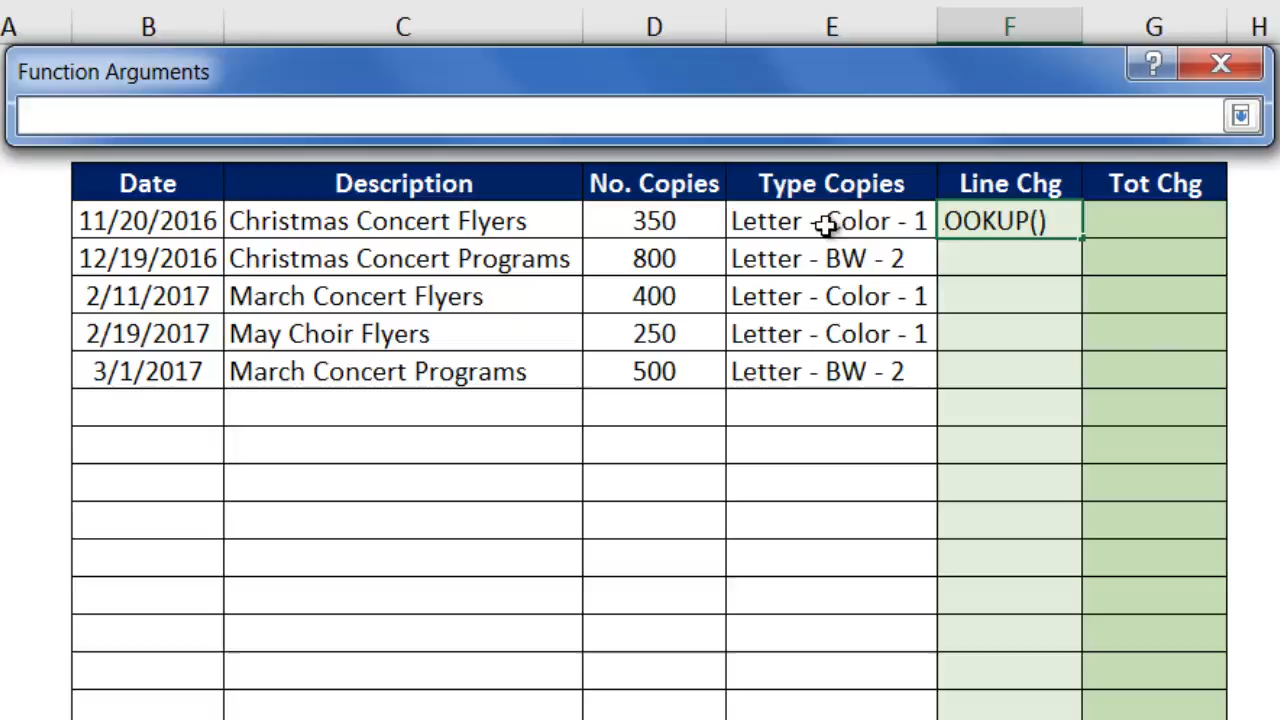 A B C D E F G H
Function Arguments ?
Date Description No. Copies Type Copies Line Chg Tot Chg
11/20/2016 Christmas Concert Flyers 350 Letter - Color - 1 .OOKUP()
12/19/2016 Christmas Concert Programs 800 Letter - BW - 2
2/11/2017 March Concert Flyers 400 Letter - Color - 1
2/19/2017 May Choir Flyers 250 Letter - Color - 1
3/1/2017 March Concert Programs 500 Letter - BW - 2